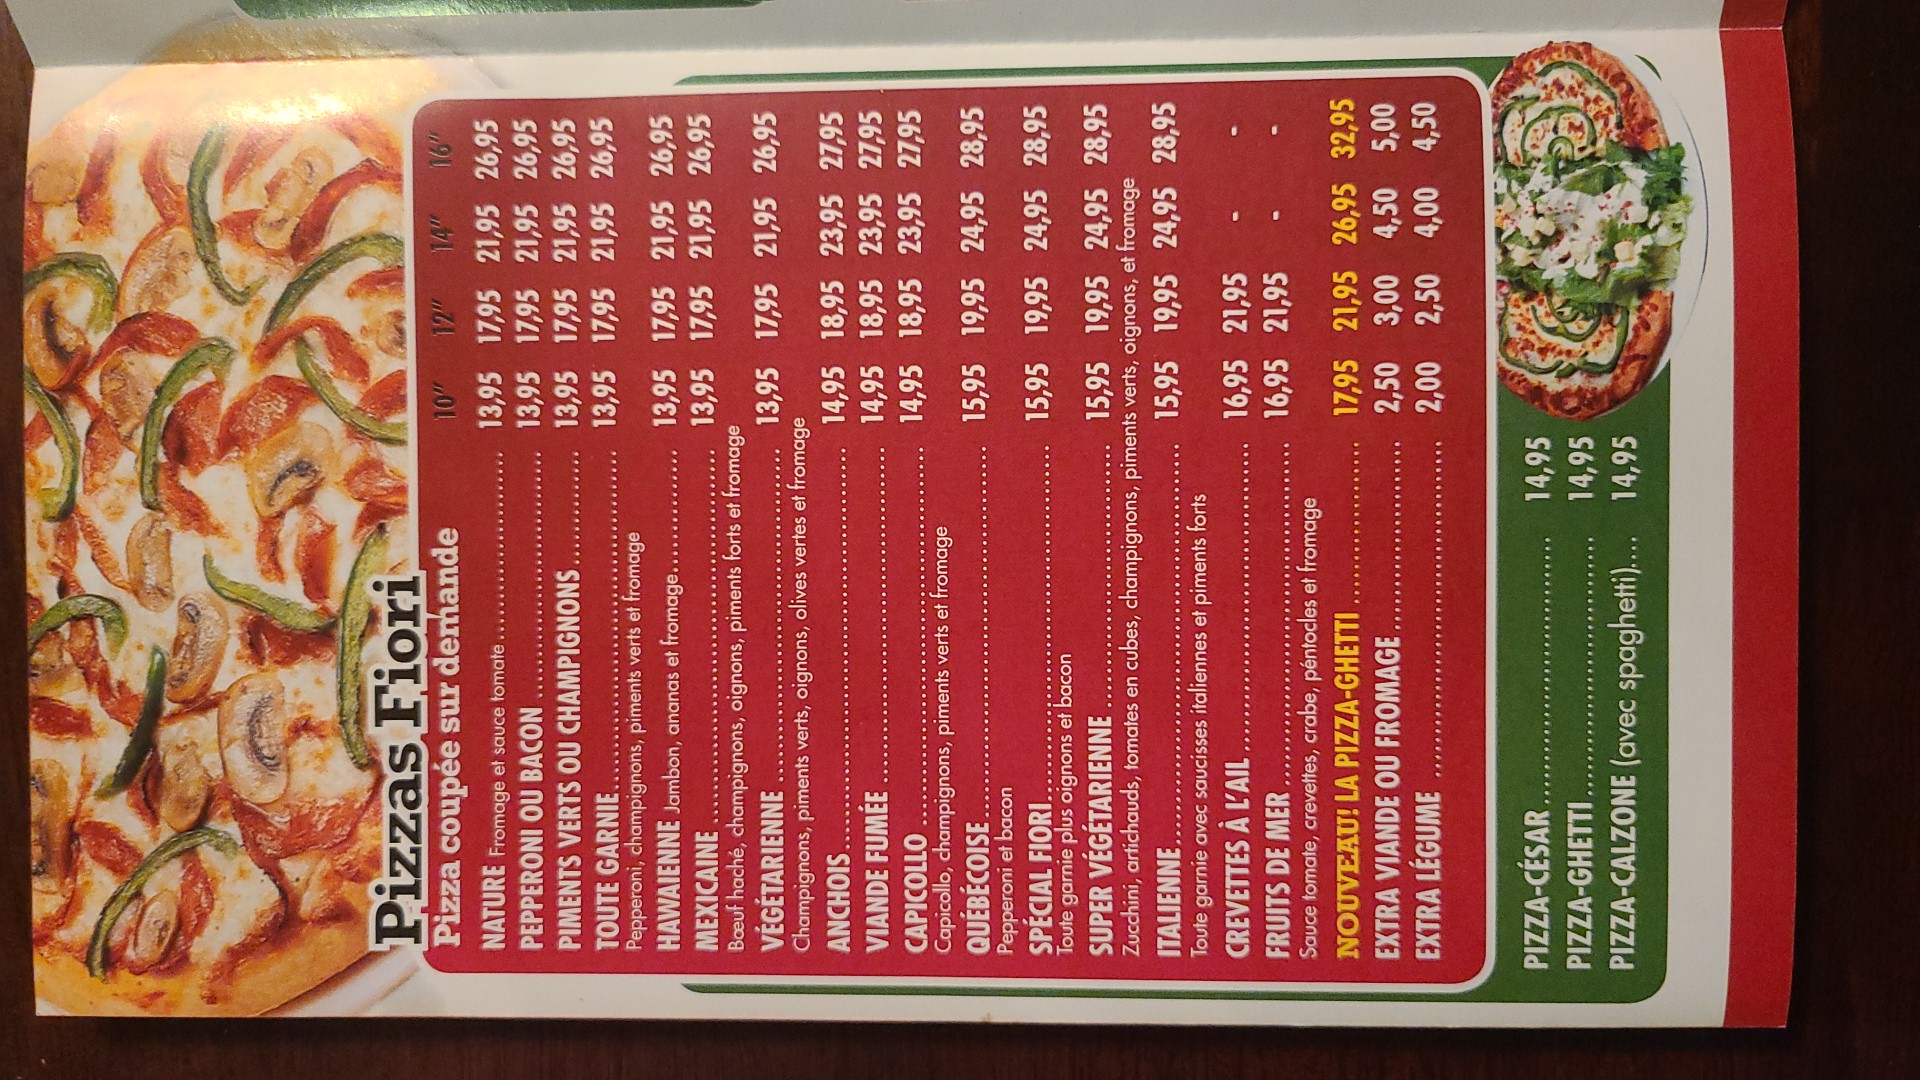 Pizzas Fiori
Pizza coupée sur demande
10" 12" 14" 16"
NATURE Fromage et sauce tomate 13,95 17,95 21,95 26,95
PEPPERONI OU BACON 13,95 17,95 21,95 26,95
PIMENTS VERTS OU CHAMPIGNONS 13,95 17,95 21,95 26,95
TOUTE GARNIE 13,95 17,95 21,95 26,95
Pepperoni, champignons, piments verts et fromage
HAWAIENNE Jambon, ananas et fromage 13,95 17,95 21,95 26,95
MEXICAINE 13,95 17,95 21,95 26,95
Bœuf haché, champignons, oignons, piments forts et fromage
VÉGÉTARIENNE 13,95 17,95 21,95 26,95
Champignons, piments verts, oignons, olives vertes et fromage
ANCHOIS 14,95 18,95 23,95 27,95
VIANDE FUMÉE 14,95 18,95 23,95 27,95
CAPICOLLO 14,95 18,95 23,95 27,95
Capicollo, champignons, piments verts et fromage
QUÉBÉCOISE 15,95 19,95 24,95 28,95
Pepperoni et bacon
SPÉCIAL FIORI 15,95 19,95 24,95 28,95
Toute garnie plus oignons et bacon
SUPER VÉGÉTARIENNE 15,95 19,95 24,95 28,95
Zucchini, artichauds, tomates en cubes, champignons, piments verts, oignons, et fromage
ITALIENNE 15,95 19,95 24,95 28,95
Toute garnie avec saucisses italiennes et piments forts
CREVETTES À L'AIL 16,95 21,95 - -
FRUITS DE MER 16,95 21,95 - -
Sauce tomate, crevettes, crabe, péntocles et fromage
NOUVEAU! LA PIZZA-GHETTI 17,95 21,95 26,95 32,95
EXTRA VIANDE OU FROMAGE 2,50 3,00 4,50 5,00
EXTRA LÉGUME 2,00 2,50 4,00 4,50
PIZZA-CÉSAR 14,95
PIZZA-GHETTI 14,95
PIZZA-CALZONE (avec spaghetti) 14,95